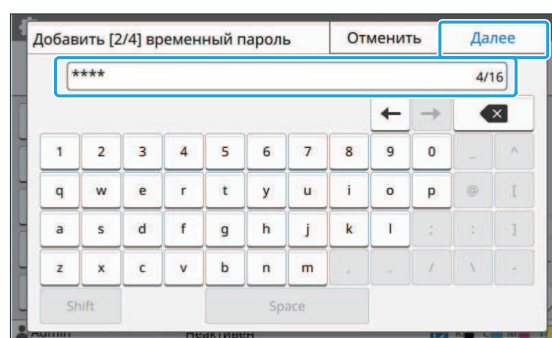 Добавить [2/4] временный пароль Отменить Далее
**** 4/16
← →
1 2 3 4 5 6 7 8 9 0 _ ^
q w e r t y u i o p @ [
a s d f g h j k l ; : ]
z x c v b n m , . / \ -
Shift Space
Admin Неактивен